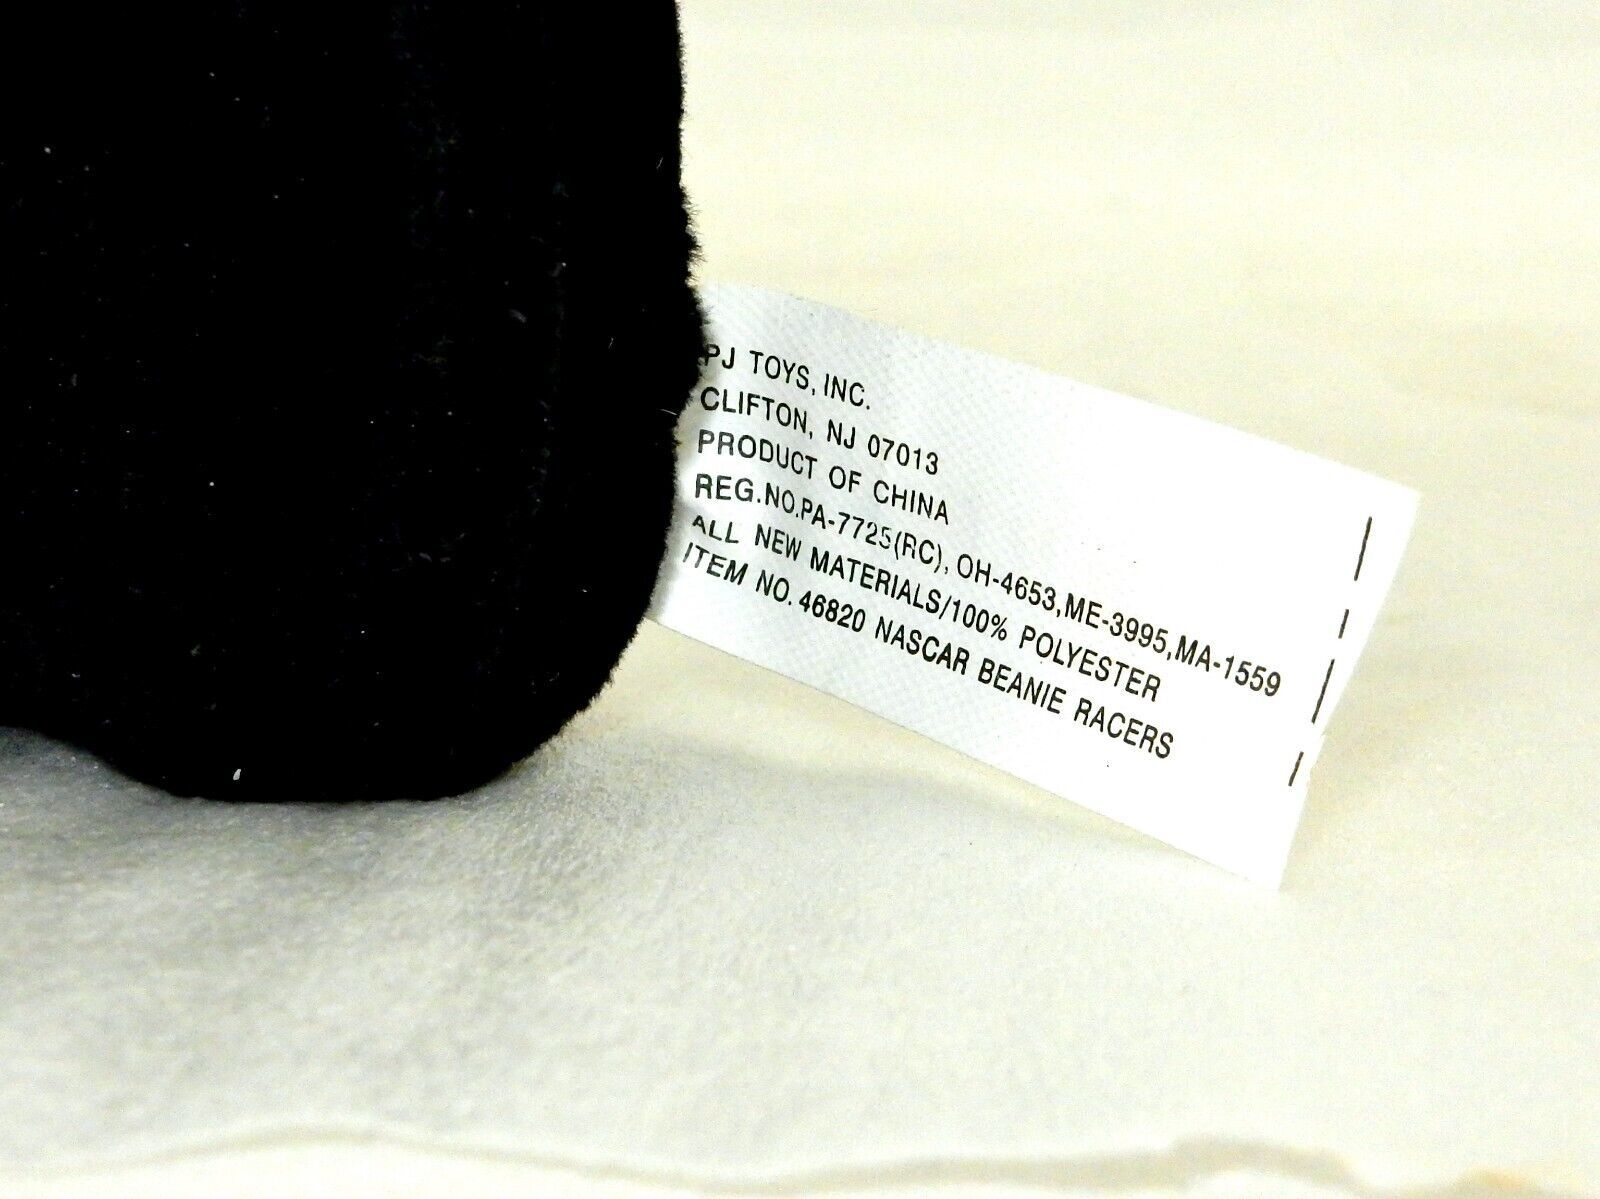 PJ TOYS, INC.
CLIFTON, NJ 07013
PRODUCT OF CHINA
REG.NO.PA-7725(RC), OH-4653,ME-3995,MA-1559
ALL NEW MATERIALS/100% POLYESTER
ITEM NO. 46820 NASCAR BEANIE RACERS